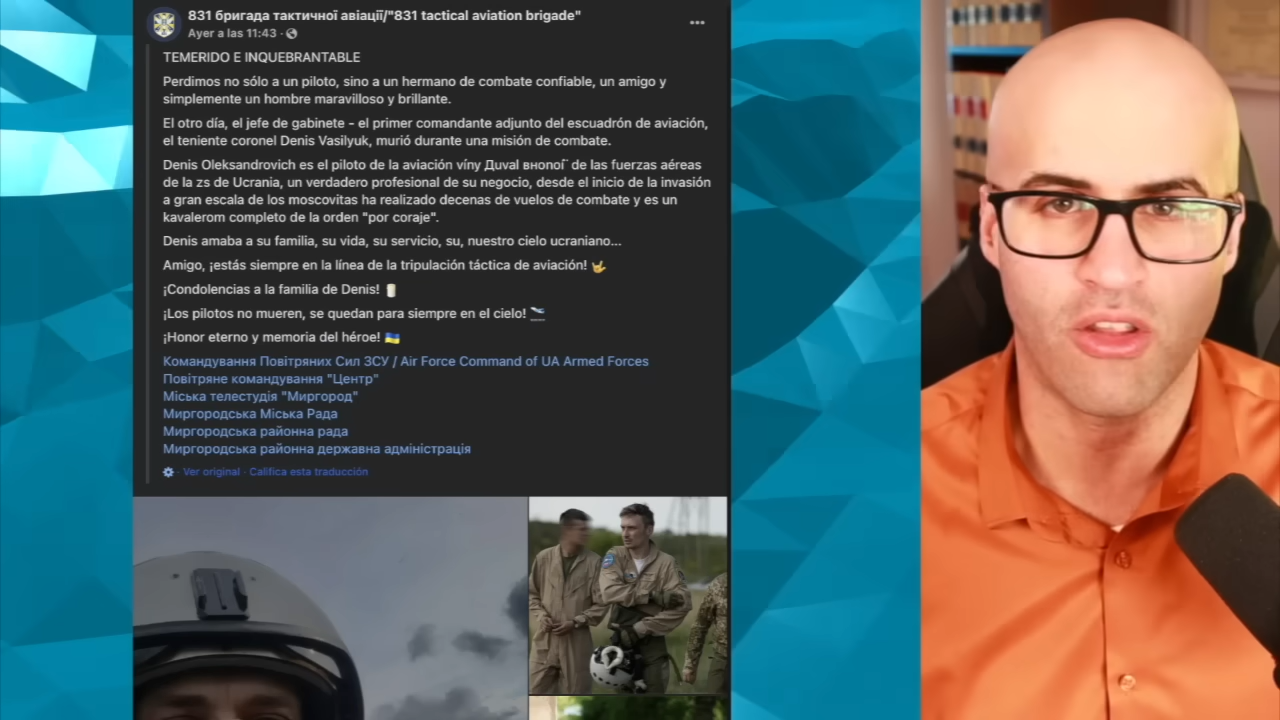 831 бригада тактичної авіації/"831 tactical aviation brigade"
Ayer a las 11:43 ·
TEMERIDO E INQUEBRANTABLE
Perdimos no sólo a un piloto, sino a un hermano de combate confiable, un amigo y
simplemente un hombre maravilloso y brillante.
El otro día, el jefe de gabinete - el primer comandante adjunto del escuadrón de aviación,
el teniente coronel Denis Vasilyuk, murió durante una misión de combate.
Denis Oleksandrovich es el piloto de la aviación víny Дuval внопої de las fuerzas aéreas
de la zs de Ucrania, un verdadero profesional de su negocio, desde el inicio de la invasión
a gran escala de los moscovitas ha realizado decenas de vuelos de combate y es un
kavalerom completo de la orden "por coraje".
Denis amaba a su familia, su vida, su servicio, su, nuestro cielo ucraniano...
Amigo, ¡estás siempre en la línea de la tripulación táctica de aviación! 🤟
¡Condolencias a la familia de Denis! 🕯
¡Los pilotos no mueren, se quedan para siempre en el cielo! 🛫
¡Honor eterno y memoria del héroe! 🇺🇦
Командування Повітряних Сил ЗСУ / Air Force Command of UA Armed Forces
Повітряне командування "Центр"
Міська телестудія "Миргород"
Миргородська Міська Рада
Миргородська районна рада
Миргородська районна державна адміністрація
· Ver original · Califica esta traducción